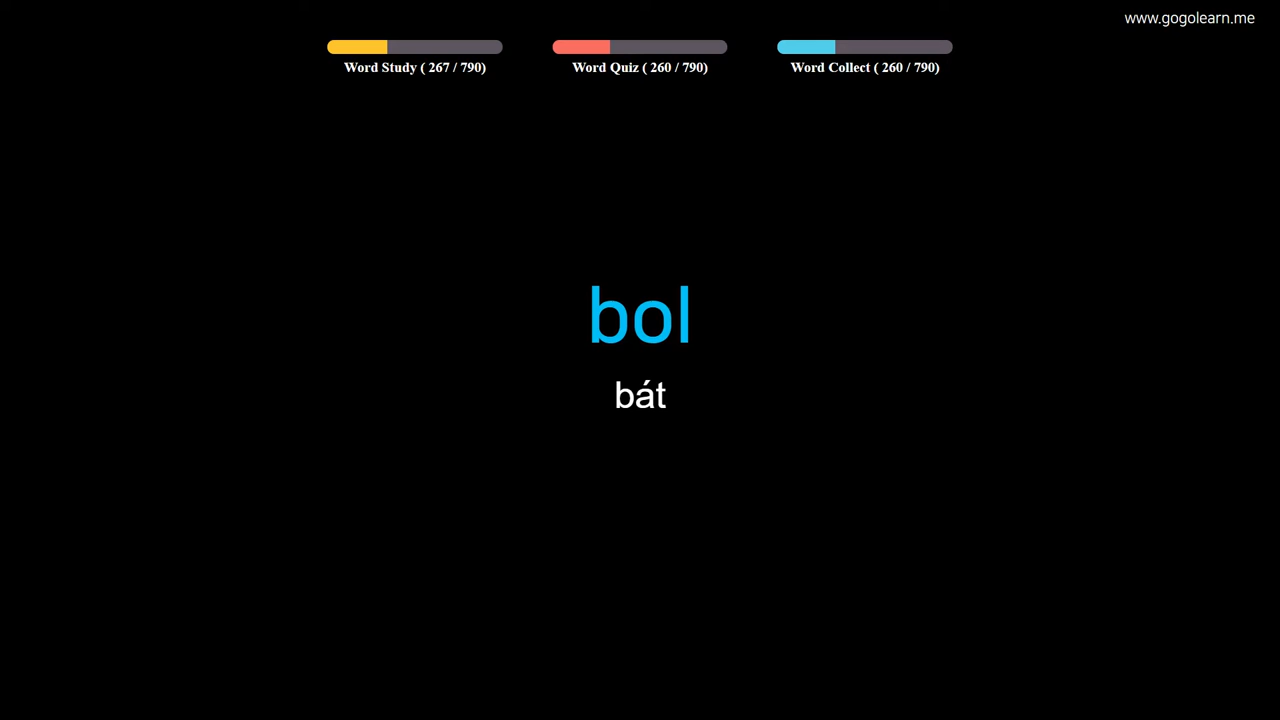 www.gogolearn.me
Word Study ( 267 / 790)
Word Quiz ( 260 / 790)
Word Collect ( 260 / 790)
bol
bát